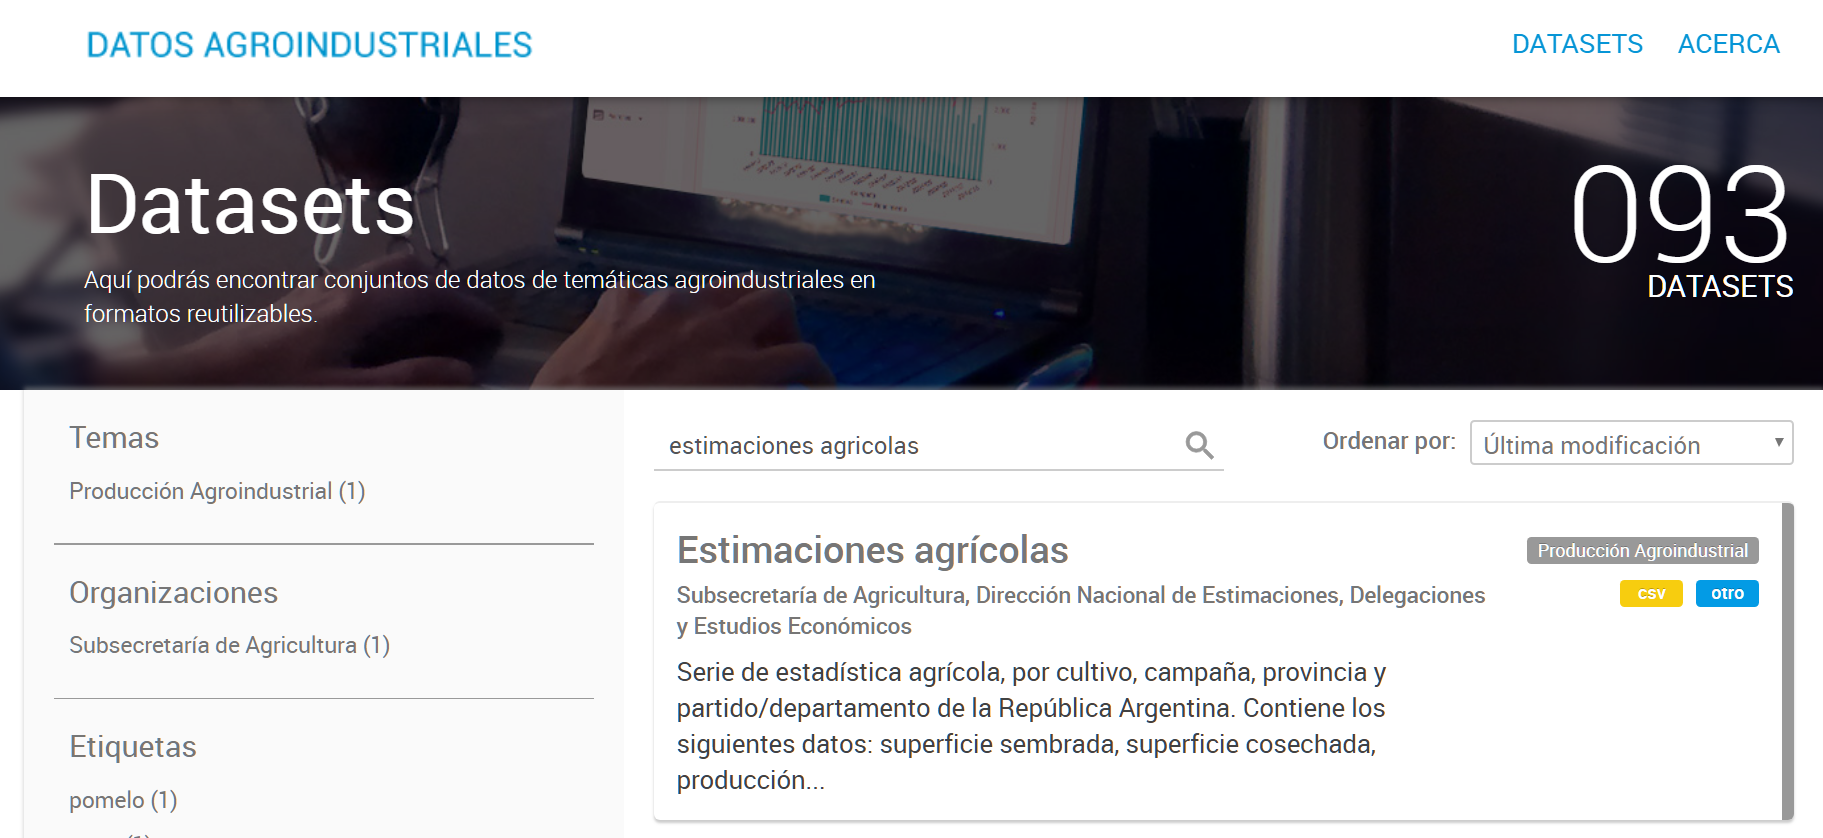 DATOS AGROINDUSTRIALES
DATASETS ACERCA
Datasets
Aquí podrás encontrar conjuntos de datos de temáticas agroindustriales en
formatos reutilizables.
093
DATASETS
Temas
Producción Agroindustrial (1)
Organizaciones
Subsecretaría de Agricultura (1)
Etiquetas
pomelo (1)
estimaciones agricolas
Ordenar por: Última modificación
Estimaciones agrícolas
Producción Agroindustrial
csv otro
Subsecretaría de Agricultura, Dirección Nacional de Estimaciones, Delegaciones
y Estudios Económicos
Serie de estadística agrícola, por cultivo, campaña, provincia y
partido/departamento de la República Argentina. Contiene los
siguientes datos: superficie sembrada, superficie cosechada,
producción...